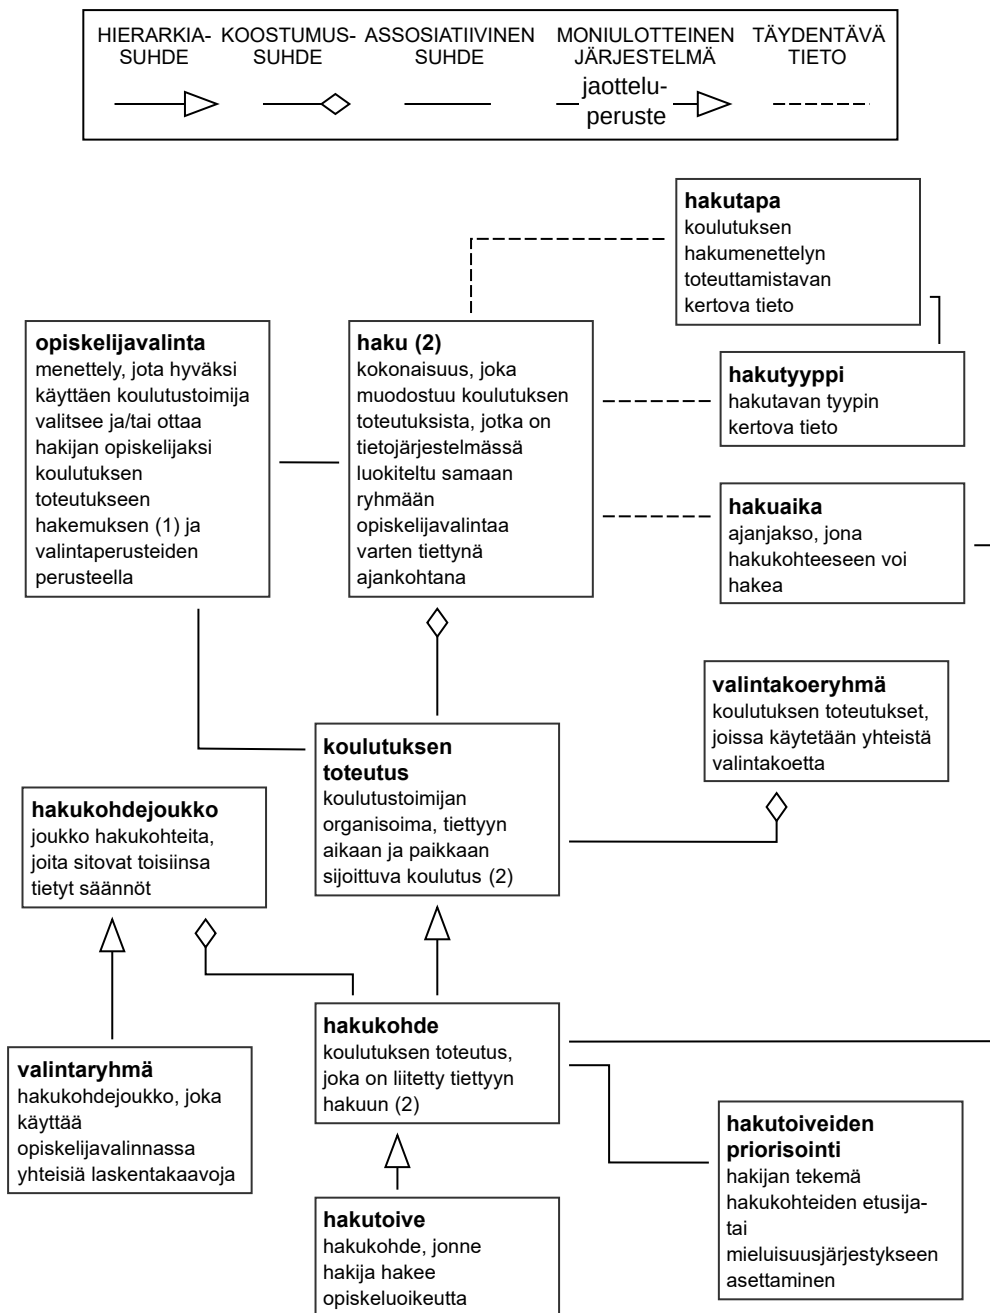 HIERARKIA-
SUHDE
KOOSTUMUS-
SUHDE
ASSOSIATIIVINEN
SUHDE
MONIULOTTEINEN
JÄRJESTELMÄ
jaottelu-
peruste
TÄYDENTÄVÄ
TIETO
hakutapa
koulutuksen
hakumenettelyn
toteuttamistavan
kertova tieto
opiskelijavalinta
menettely, jota hyväksi
käyttäen koulutustoimija
valitsee ja/tai ottaa
hakijan opiskelijaksi
koulutuksen
toteutukseen
hakemuksen (1) ja
valintaperusteiden
perusteella
haku (2)
kokonaisuus, joka
muodostuu koulutuksen
toteutuksista, jotka on
tietojärjestelmässä
luokiteltu samaan
ryhmään
opiskelijavalintaa
varten tiettynä
ajankohtana
hakutyyppi
hakutavan tyypin
kertova tieto
hakuaika
ajanjakso, jona
hakukohteeseen voi
hakea
valintakoeryhmä
koulutuksen toteutukset,
joissa käytetään yhteistä
valintakoetta
koulutuksen
toteutus
koulutustoimijan
organisoima, tiettyyn
aikaan ja paikkaan
sijoittuva koulutus (2)
hakukohdejoukko
joukko hakukohteita,
joita sitovat toisiinsa
tietyt säännöt
hakukohde
koulutuksen toteutus,
joka on liitetty tiettyyn
hakuun (2)
valintaryhmä
hakukohdejoukko, joka
käyttää
opiskelijavalinnassa
yhteisiä laskentakaavoja
hakutoiveiden
priorisointi
hakijan tekemä
hakukohteiden etusija-
tai
mieluisuusjärjestykseen
asettaminen
hakutoive
hakukohde, jonne
hakija hakee
opiskeluoikeutta